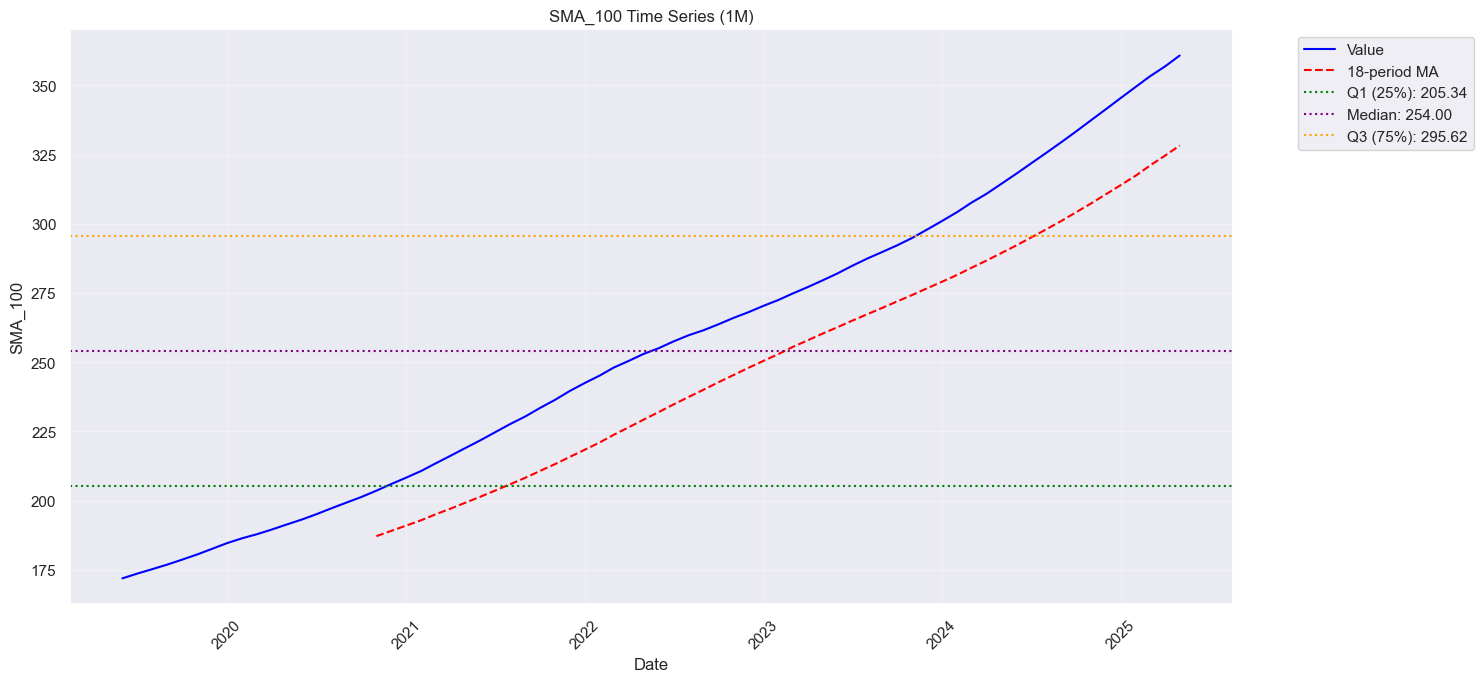 SMA_100 Time Series (1M)
Value
18-period MA
Q1 (25%): 205.34
Median: 254.00
Q3 (75%): 295.62
SMA_100
350
325
300
275
250
225
200
175
2020
2021
2022
2023
2024
2025
Date